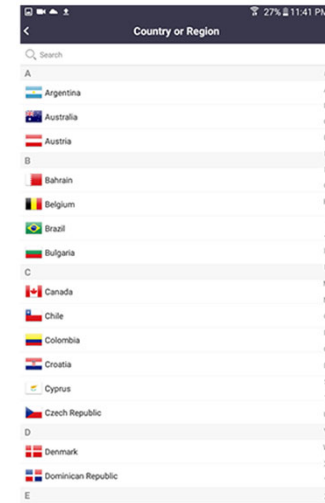 27% 11:41 PM
Country or Region
Search
A
Argentina
Australia
Austria
B
Bahrain
Belgium
Brazil
Bulgaria
C
Canada
Chile
Colombia
Croatia
Cyprus
Czech Republic
D
Denmark
Dominican Republic
E